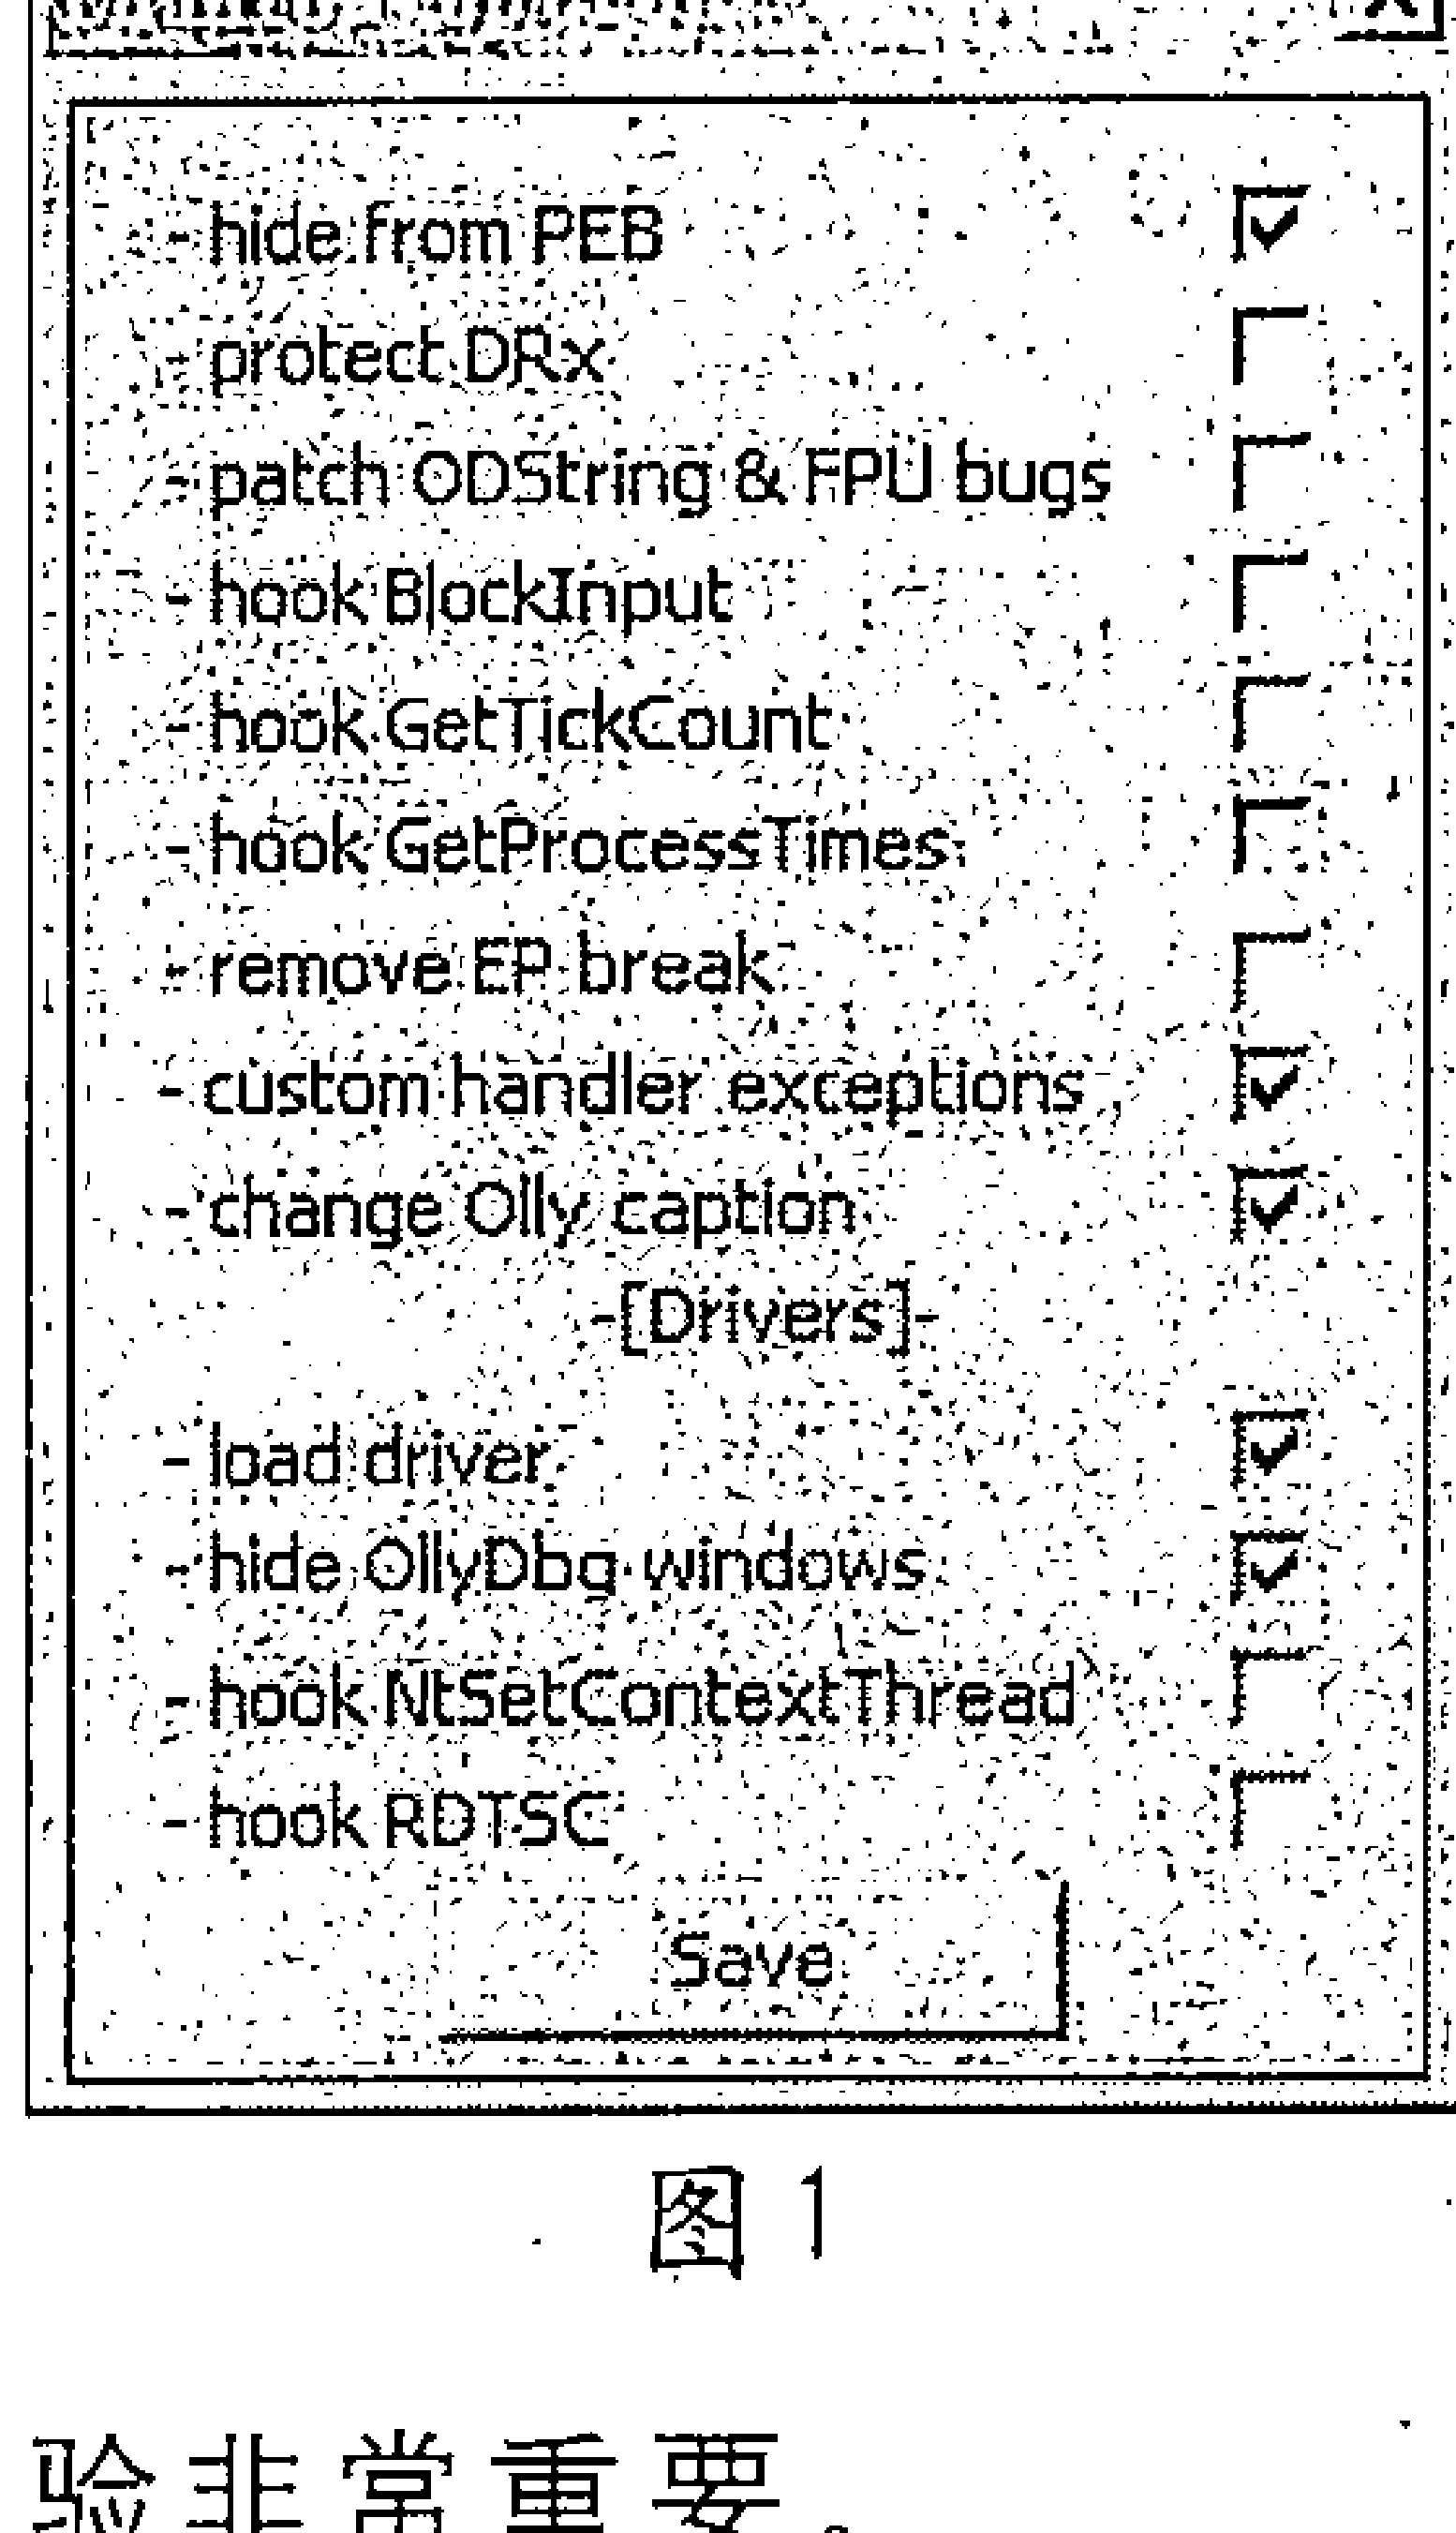 - hide from PEB
- protect DRx
- patch ODString & FPU bugs
- hook BlockInput
- hook GetTickCount
- hook GetProcessTimes
- remove EP break
- custom handler exceptions
- change Olly caption
-[Drivers]-
- load driver
- hide OllyDbg windows
- hook NtSetContextThread
- hook RDTSC
Save
图 1
验非常重要。